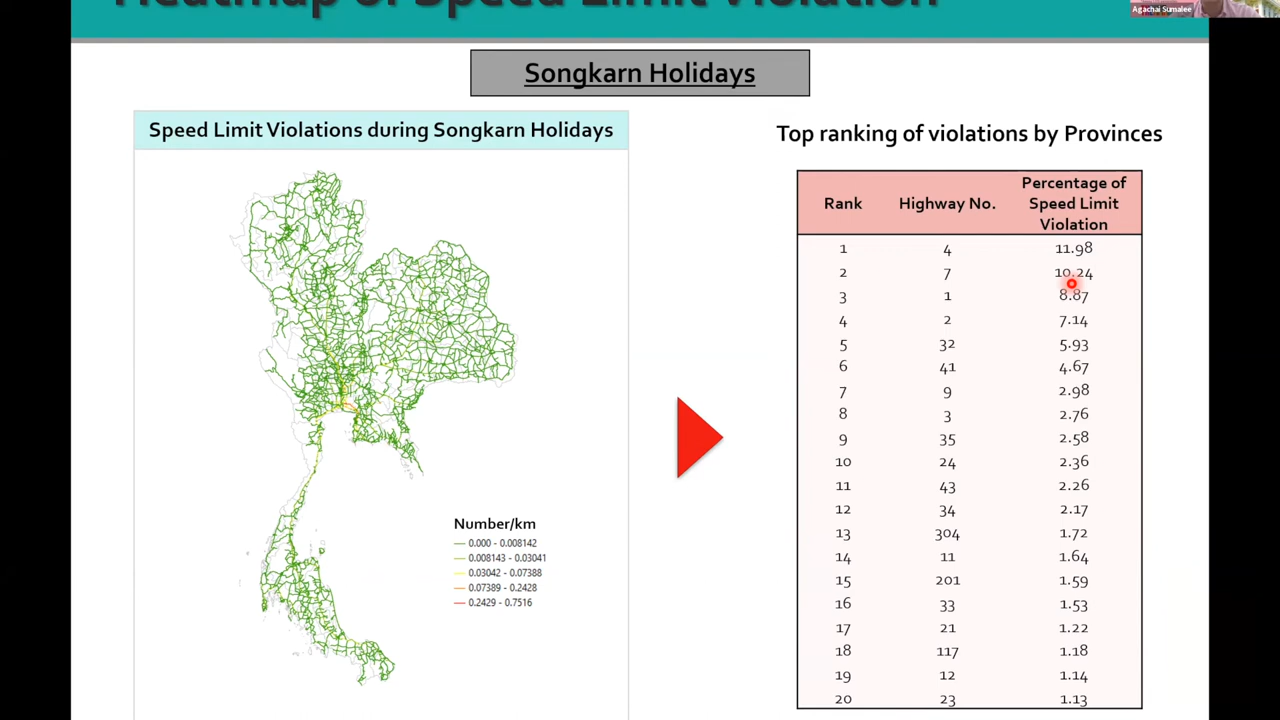 Heatmap of Speed Limit Violation
Agachai Sumalee
Songkarn Holidays
Speed Limit Violations during Songkarn Holidays
Number/km
0.000 - 0.008142
0.008143 - 0.03041
0.03042 - 0.07388
0.07389 - 0.2428
0.2429 - 0.7516
Top ranking of violations by Provinces
Rank Highway No. Percentage of Speed Limit Violation
1 4 11.98
2 7 10.24
3 1 8.87
4 2 7.14
5 32 5.93
6 41 4.67
7 9 2.98
8 3 2.76
9 35 2.58
10 24 2.36
11 43 2.26
12 34 2.17
13 304 1.72
14 11 1.64
15 201 1.59
16 33 1.53
17 21 1.22
18 117 1.18
19 12 1.14
20 23 1.13